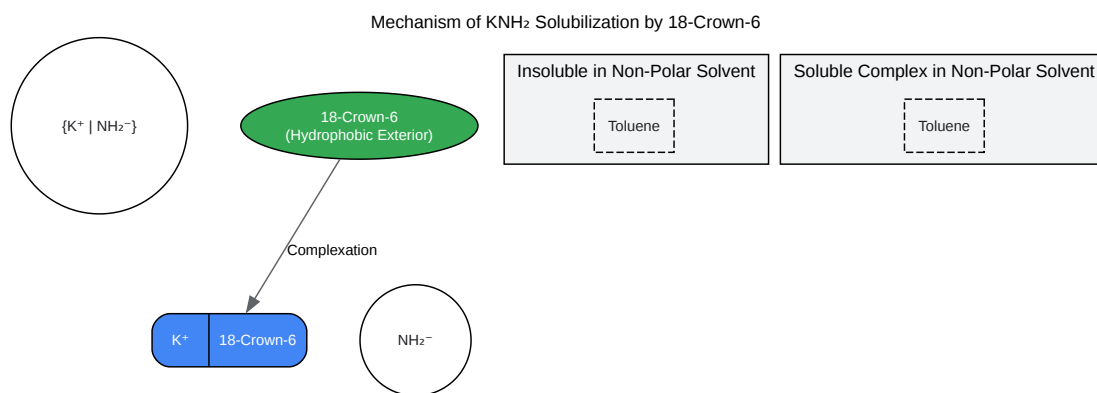 Mechanism of KNH₂ Solubilization by 18-Crown-6
{K⁺ | NH₂⁻}
18-Crown-6
(Hydrophobic Exterior)
Insoluble in Non-Polar Solvent
Toluene
Soluble Complex in Non-Polar Solvent
Toluene
Complexation
K⁺
18-Crown-6
NH₂⁻